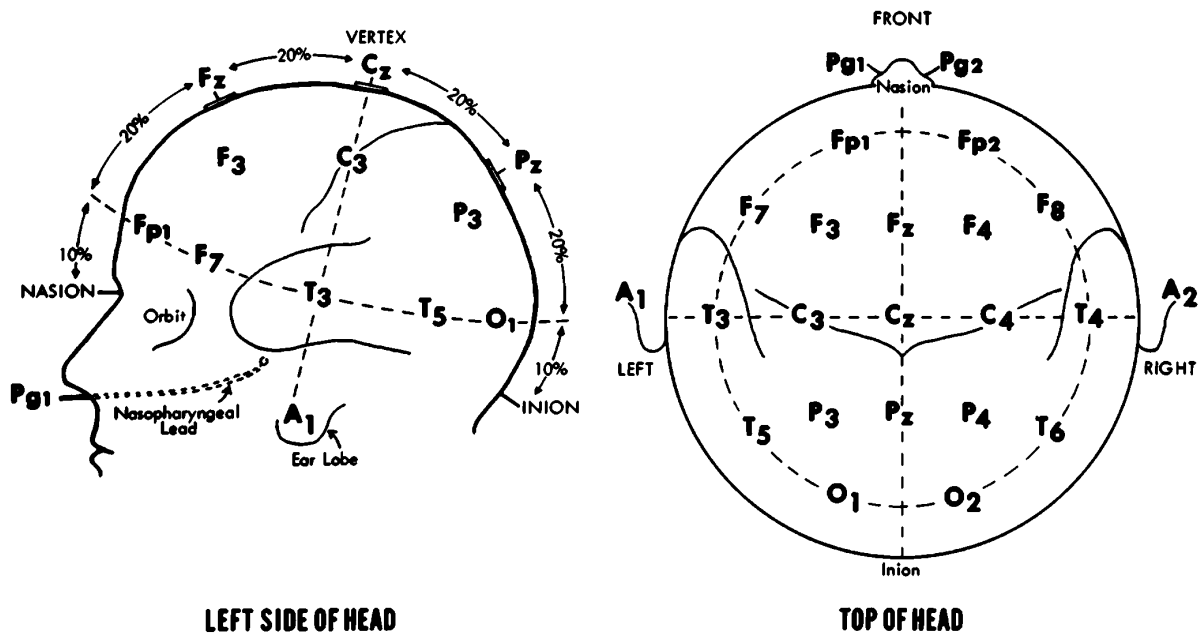 VERTEX
20%
Cz
Fz
20%
20%
F3
C3
Pz
P3
20%
Fp1
F7
10%
NASION
T3
T5
O1
Orbit
10%
Pg1
Nasopharyngeal
Lead
A1
INION
Ear Lobe
LEFT SIDE OF HEAD
FRONT
Pg1 Pg2
Nasion
Fp1 Fp2
F7 F3 Fz F4 F8
A1 A2
T3 C3 Cz C4 T4
LEFT RIGHT
T5 P3 Pz P4 T6
O1 O2
Inion
TOP OF HEAD